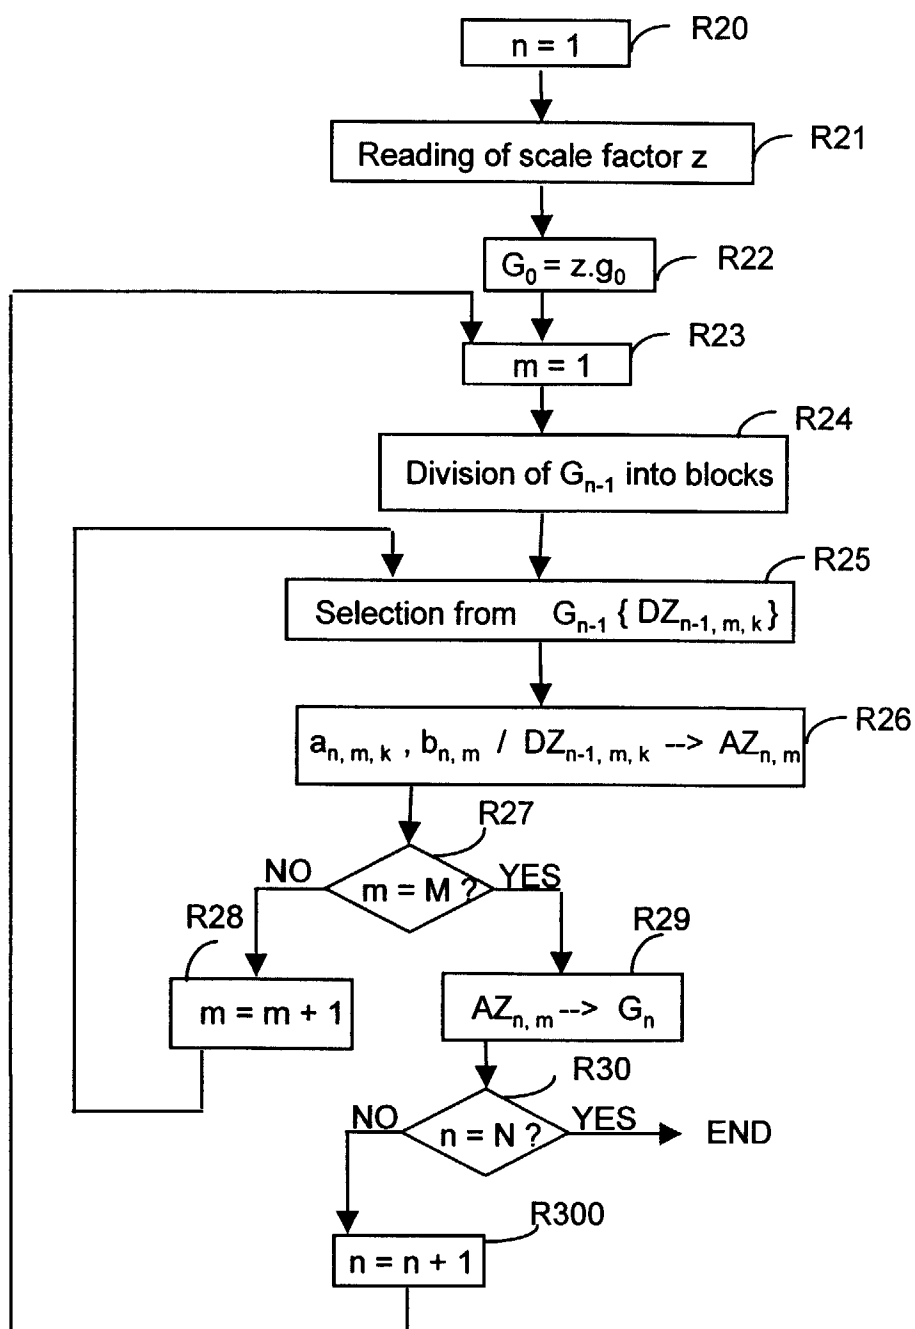 R20
n = 1
R21
Reading of scale factor z
R22
G₀ = z.g₀
R23
m = 1
R24
Division of Gₙ₋₁ into blocks
R25
Selection from Gₙ₋₁ { DZₙ₋₁, ₘ, ₖ }
R26
aₙ, ₘ, ₖ , bₙ, ₘ / DZₙ₋₁, ₘ, ₖ --> AZₙ, ₘ
R27
NO m = M ? YES
R28
R29
m = m + 1
AZₙ, ₘ --> Gₙ
R30
NO n = N ? YES END
R300
n = n + 1